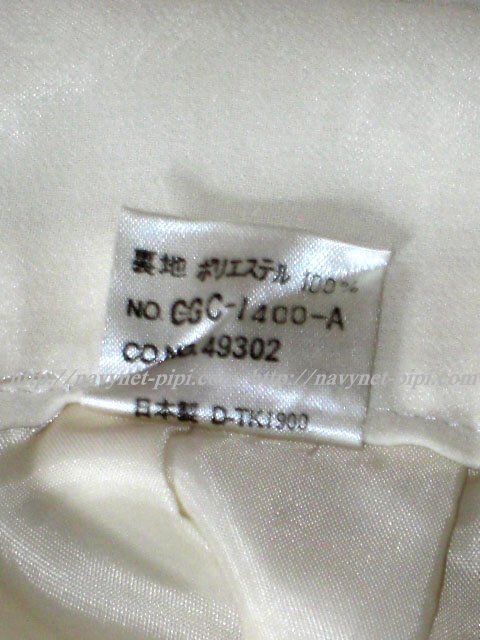 裏地 ポリエステル 100%
NO. CGC-1400-A
CO.NO.49302
http://navynet-pipi.com
http://navynet-pipi.com
日本製 D-TK1900